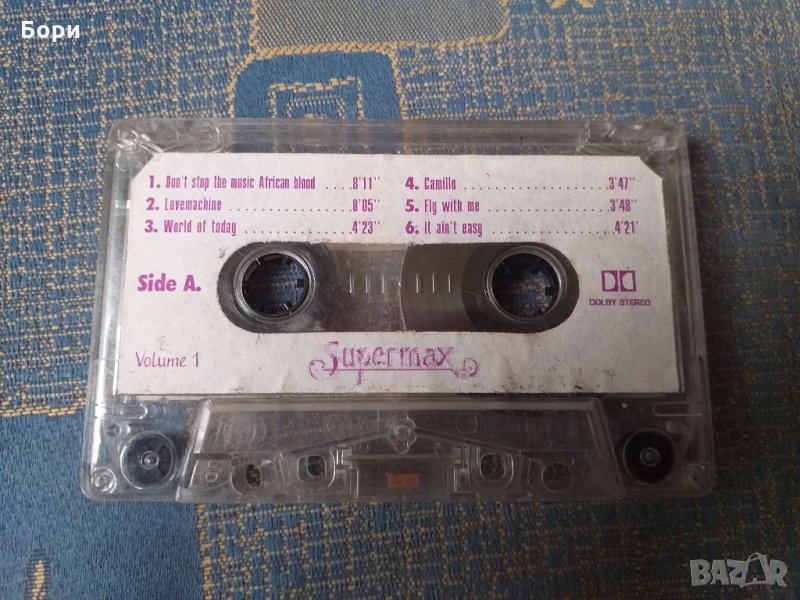 Бори
1. Don't stop the music African blood ....8'11''
2. Lovemachine ....................8'05''
3. World of today ................4'23''
4. Camilla .......................3'47''
5. Fly with me ...................3'48''
6. It ain't easy ...................4'21'
Side A.
DOLBY STEREO
Volume 1
Supermax
BAZAR